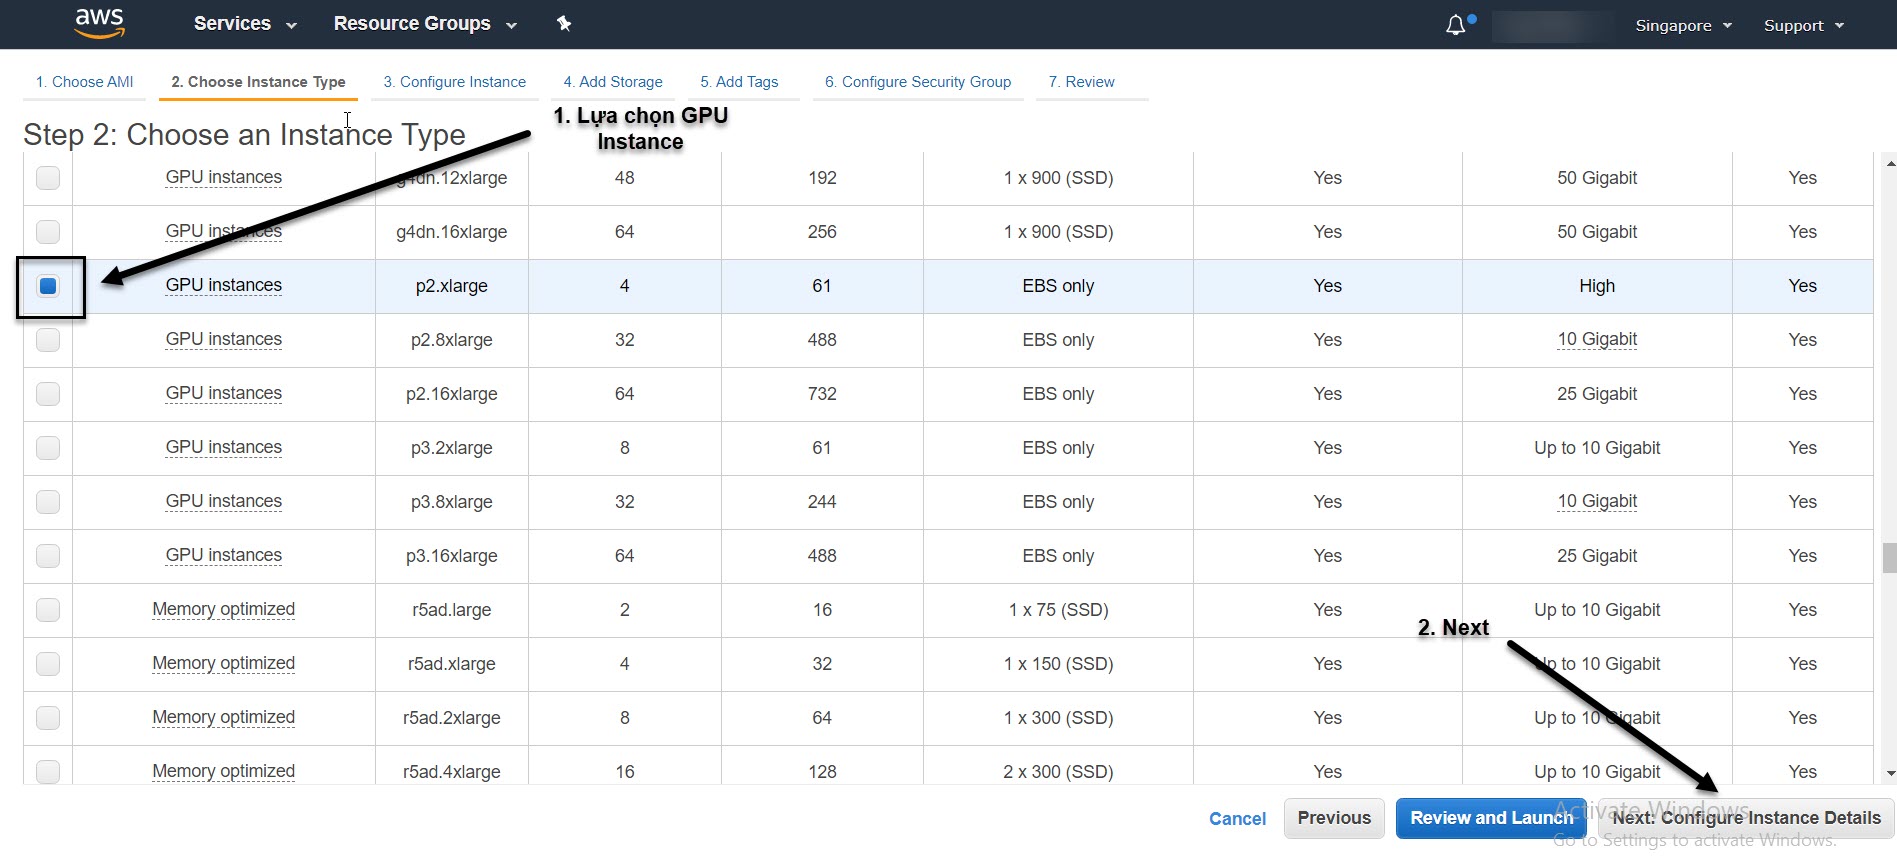 aws Services Resource Groups Singapore Support
1. Choose AMI 2. Choose Instance Type 3. Configure Instance 4. Add Storage 5. Add Tags 6. Configure Security Group 7. Review
1. Lựa chọn GPU
Instance
Step 2: Choose an Instance Type
GPU instances g4dn.12xlarge 48 192 1 x 900 (SSD) Yes 50 Gigabit Yes
GPU instances g4dn.16xlarge 64 256 1 x 900 (SSD) Yes 50 Gigabit Yes
GPU instances p2.xlarge 4 61 EBS only Yes High Yes
GPU instances p2.8xlarge 32 488 EBS only Yes 10 Gigabit Yes
GPU instances p2.16xlarge 64 732 EBS only Yes 25 Gigabit Yes
GPU instances p3.2xlarge 8 61 EBS only Yes Up to 10 Gigabit Yes
GPU instances p3.8xlarge 32 244 EBS only Yes 10 Gigabit Yes
GPU instances p3.16xlarge 64 488 EBS only Yes 25 Gigabit Yes
Memory optimized r5ad.large 2 16 1 x 75 (SSD) Yes Up to 10 Gigabit Yes
2. Next
Memory optimized r5ad.xlarge 4 32 1 x 150 (SSD) Yes Up to 10 Gigabit Yes
Memory optimized r5ad.2xlarge 8 64 1 x 300 (SSD) Yes Up to 10 Gigabit Yes
Memory optimized r5ad.4xlarge 16 128 2 x 300 (SSD) Yes Up to 10 Gigabit Yes
Cancel Previous Review and Launch Next: Configure Instance Details
Activate Windows
Go to Settings to activate Windows.